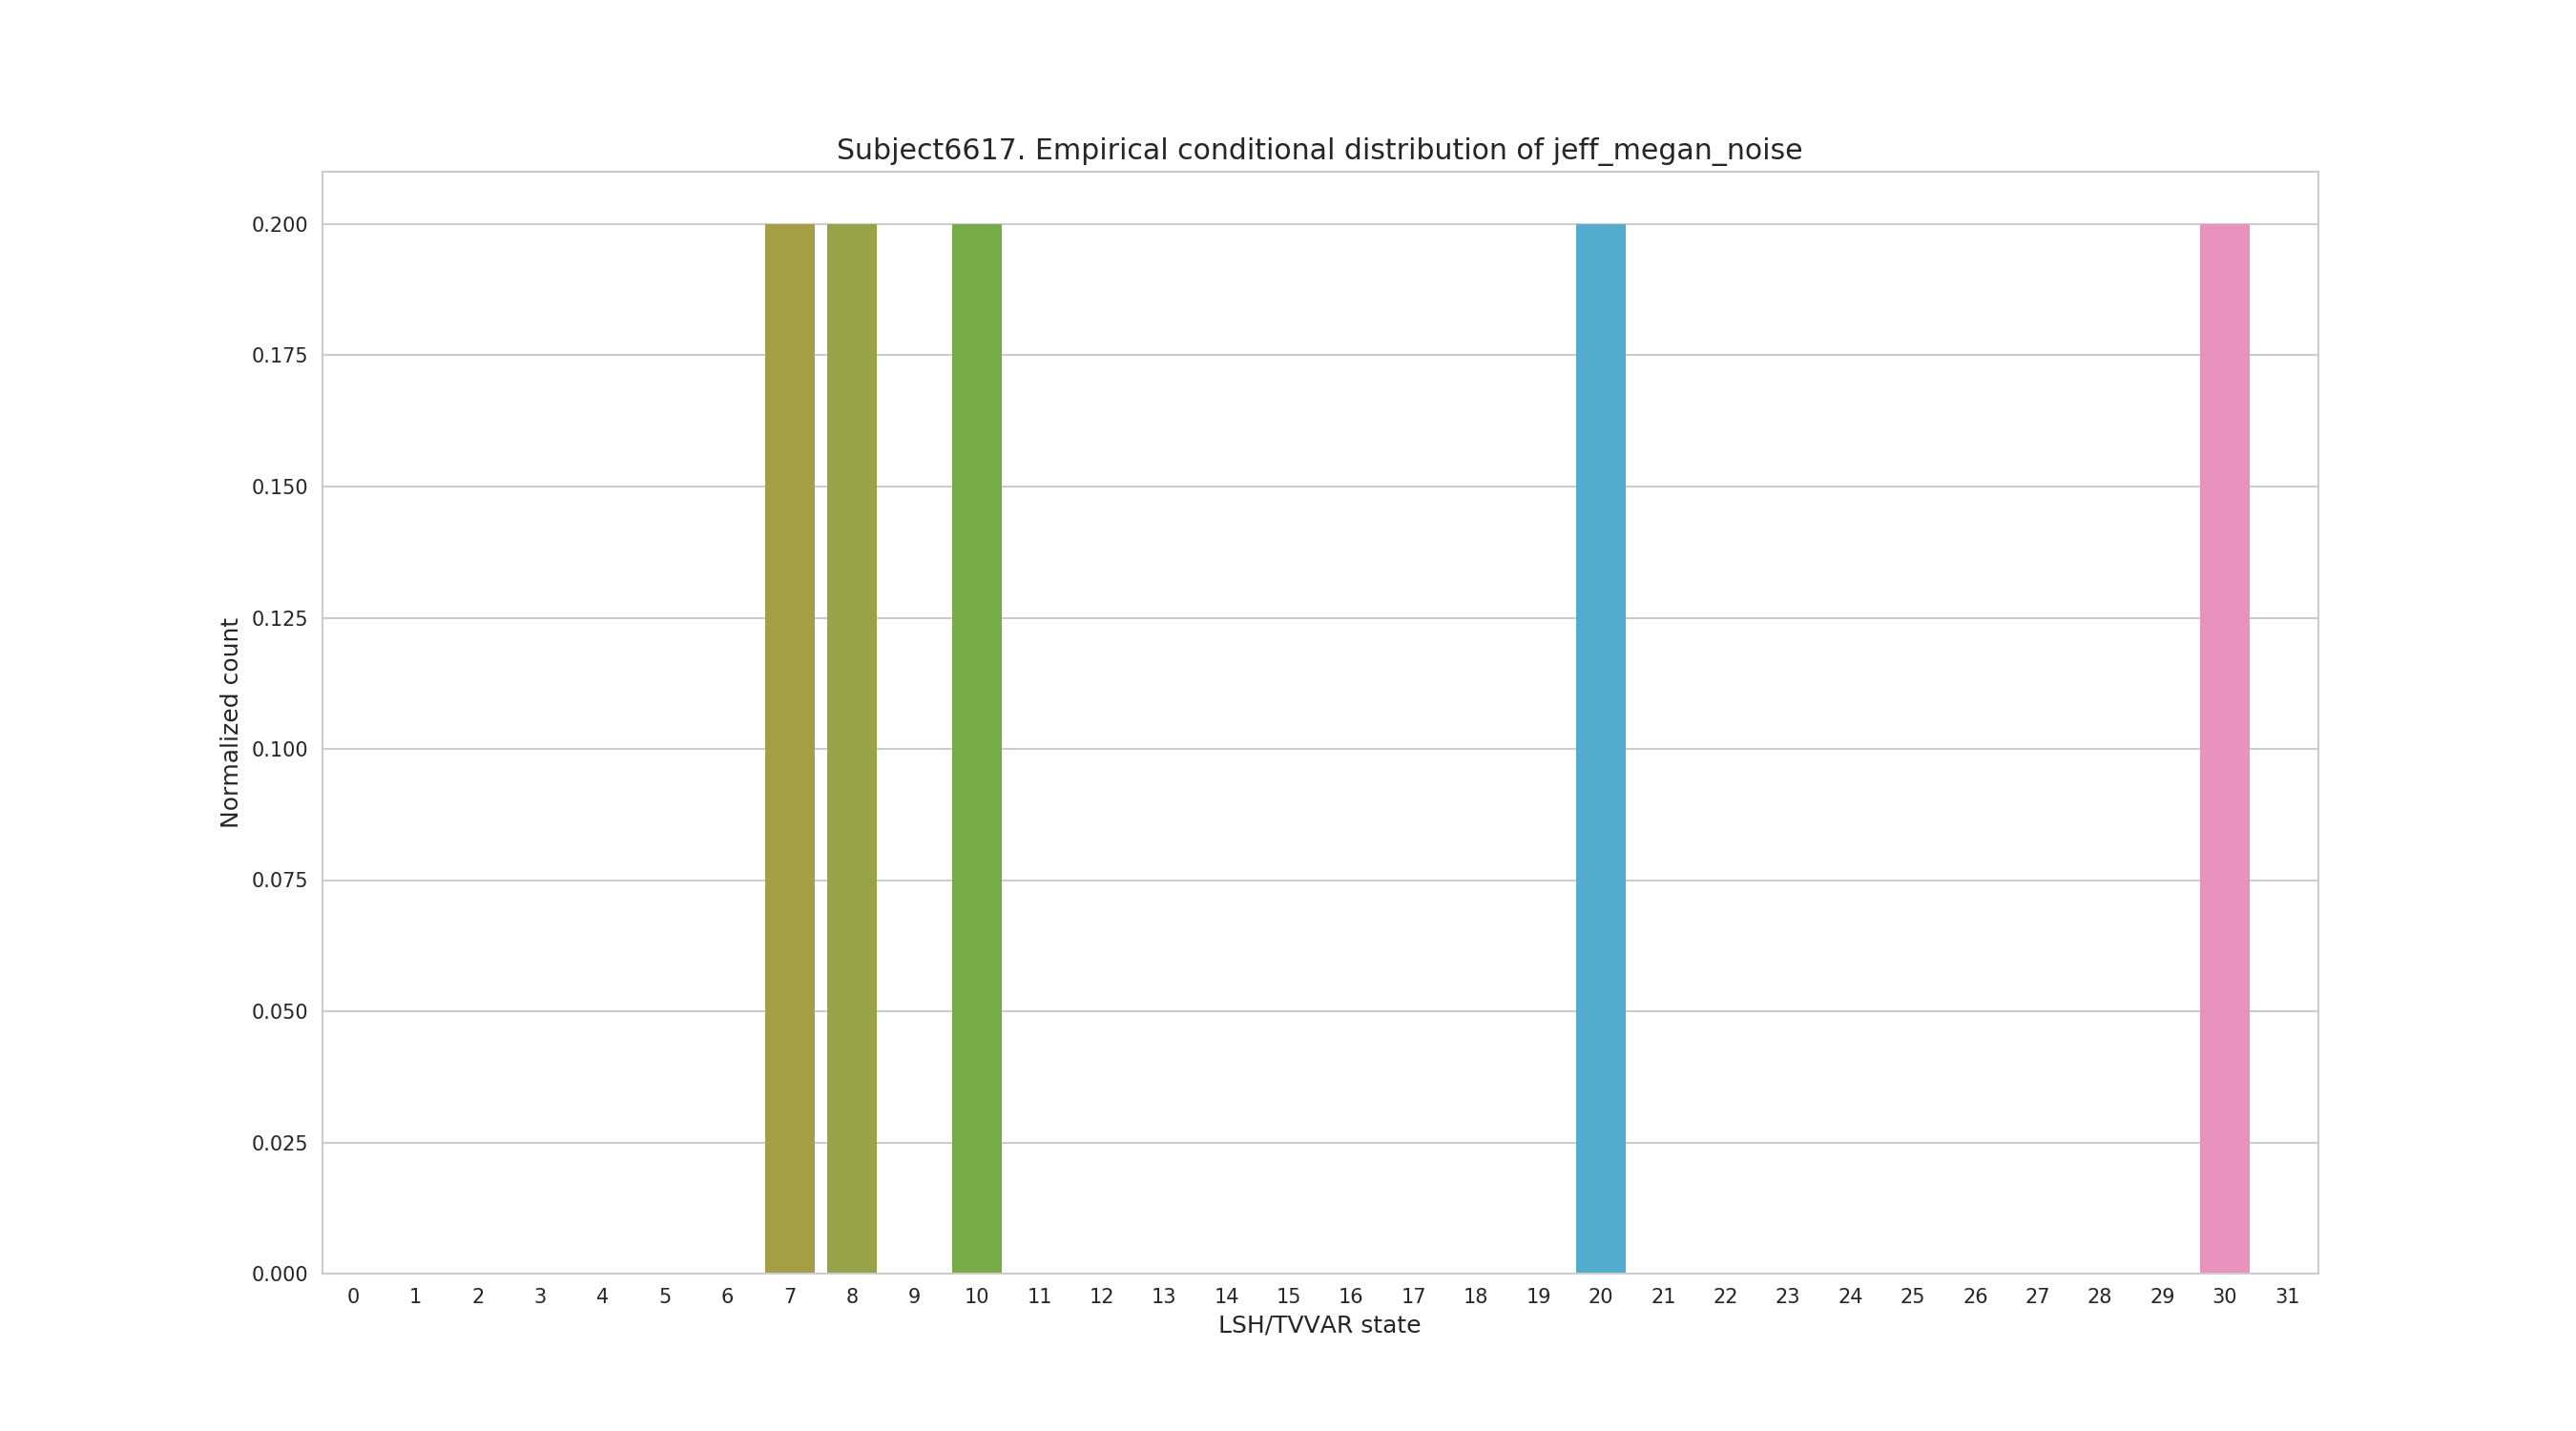 Subject6617. Empirical conditional distribution of jeff_megan_noise
0.200
0.175
0.150
0.125
0.100
0.075
0.050
0.025
0.000
Normalized count
0 1 2 3 4 5 6 7 8 9 10 11 12 13 14 15 16 17 18 19 20 21 22 23 24 25 26 27 28 29 30 31
LSH/TVVAR state